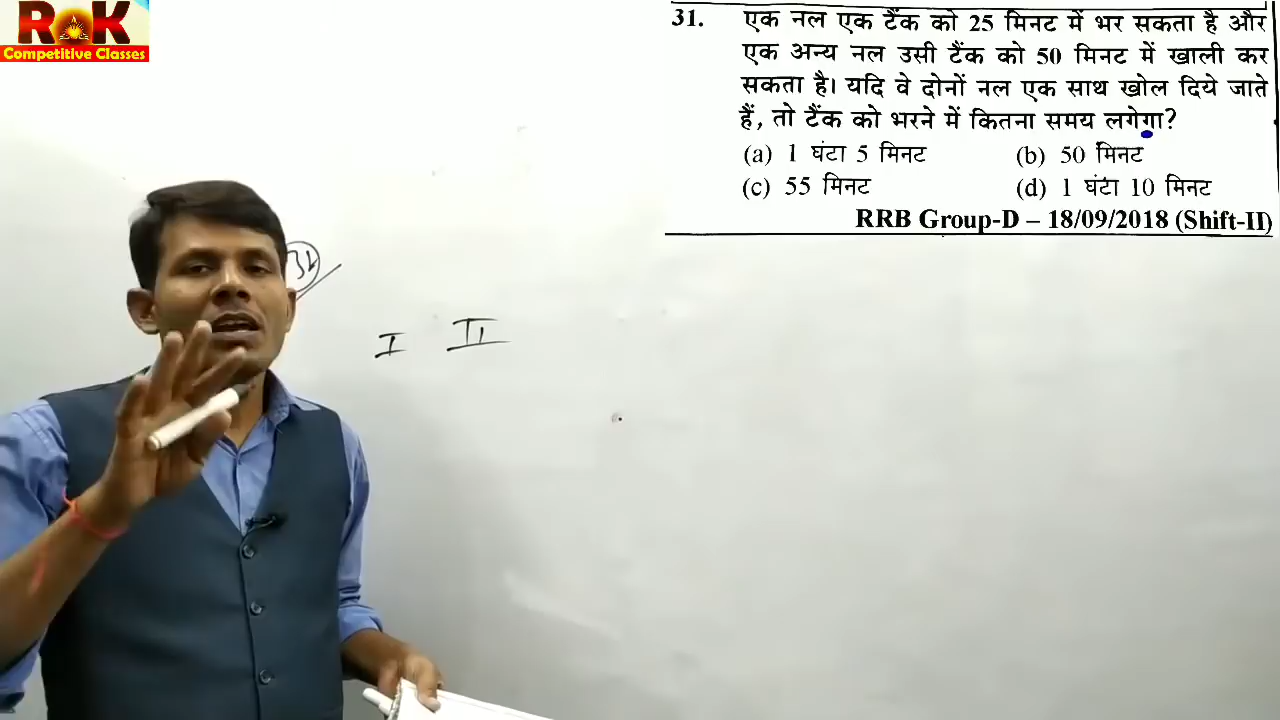 ROK
Competitive Classes
31. एक नल एक टैंक को 25 मिनट में भर सकता है और
एक अन्य नल उसी टैंक को 50 मिनट में खाली कर
सकता है। यदि वे दोनों नल एक साथ खोल दिये जाते
हैं, तो टैंक को भरने में कितना समय लगेगा?
(a) 1 घंटा 5 मिनट (b) 50 मिनट
(c) 55 मिनट (d) 1 घंटा 10 मिनट
RRB Group-D – 18/09/2018 (Shift-II)
31
I II